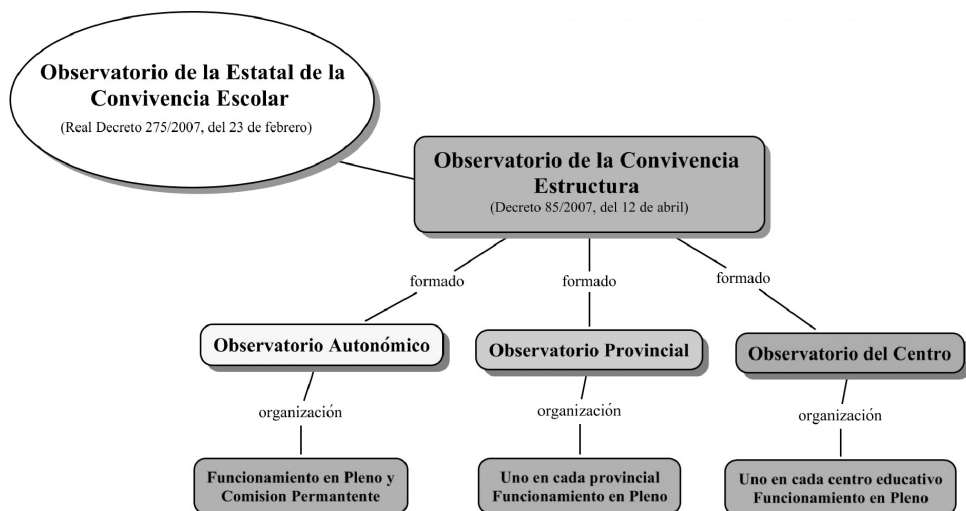 Observatorio de la Estatal de la
Convivencia Escolar
(Real Decreto 275/2007, del 23 de febrero)
Observatorio de la Convivencia
Estructura
(Decreto 85/2007, del 12 de abril)
formado
formado
formado
Observatorio Autonómico
Observatorio Provincial
Observatorio del Centro
organización
organización
organización
Funcionamiento en Pleno y
Comision Permantente
Uno en cada provincial
Funcionamiento en Pleno
Uno en cada centro educativo
Funcionamiento en Pleno